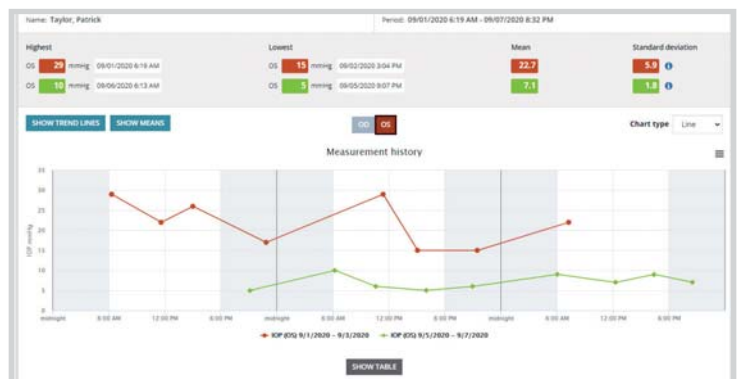 Name: Taylor, Patrick Period: 09/01/2020 6:19 AM - 09/07/2020 8:32 PM
Highest Lowest Mean Standard deviation
OS 29 mmHg 09/01/2020 6:19 AM OS 15 mmHg 09/02/2020 3:04 PM 22.7 5.9
OS 10 mmHg 09/06/2020 6:13 AM OS 5 mmHg 09/05/2020 9:07 PM 7.1 1.8
SHOW TREND LINES SHOW MEANS OD OS Chart type Line
Measurement history
35
30
25
20
15
10
5
0
IOP mmHg
midnight 6:00 AM 12:00 PM 6:00 PM midnight 6:00 AM 12:00 PM 6:00 PM midnight 6:00 AM 12:00 PM 6:00 PM
IOP (OS) 9/1/2020 – 9/3/2020 IOP (OS) 9/5/2020 – 9/7/2020
SHOW TABLE